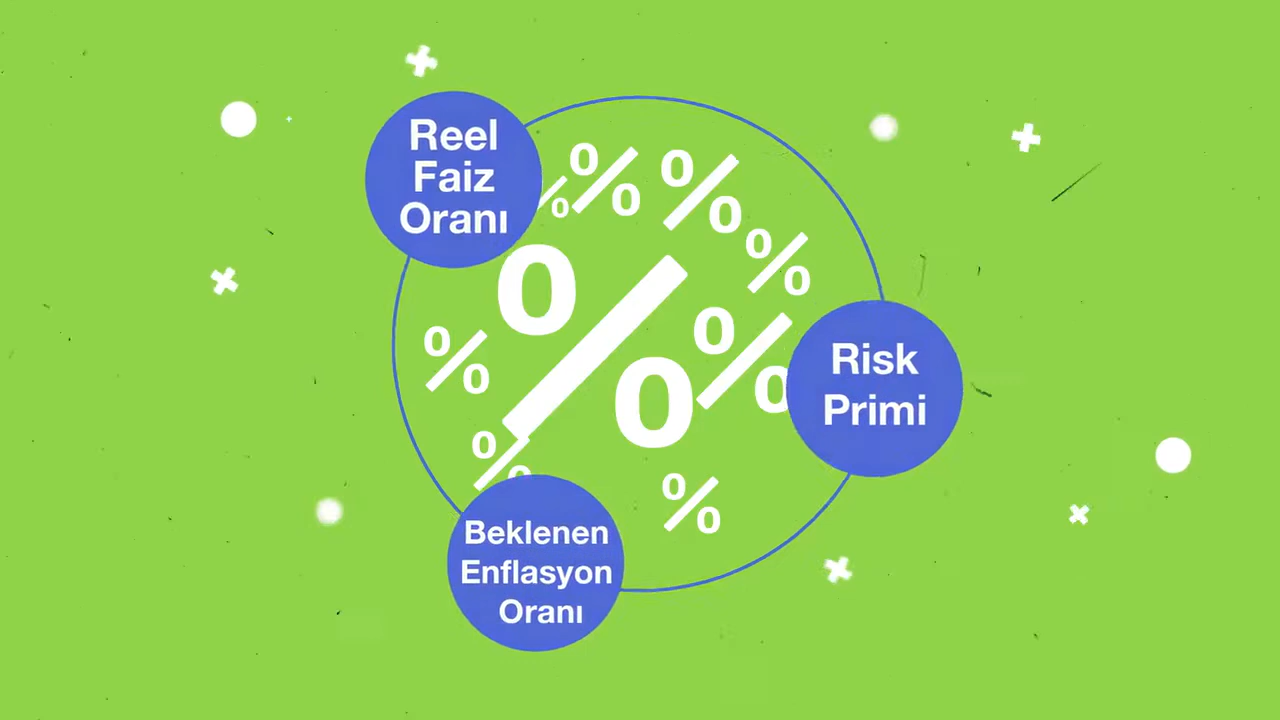 Reel
Faiz
Oranı
% % %
%
%
% %
%
%
Risk
Primi
Beklenen
Enflasyon
Oranı